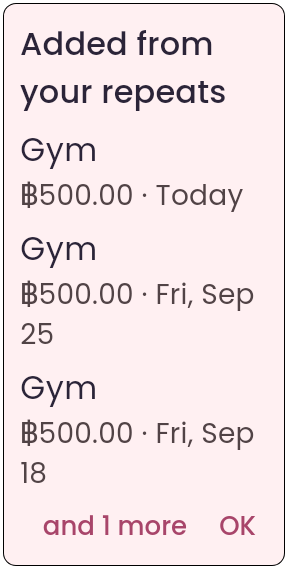 Added from
your repeats
Gym
฿500.00 · Today
Gym
฿500.00 · Fri, Sep
25
Gym
฿500.00 · Fri, Sep
18
and 1 more OK